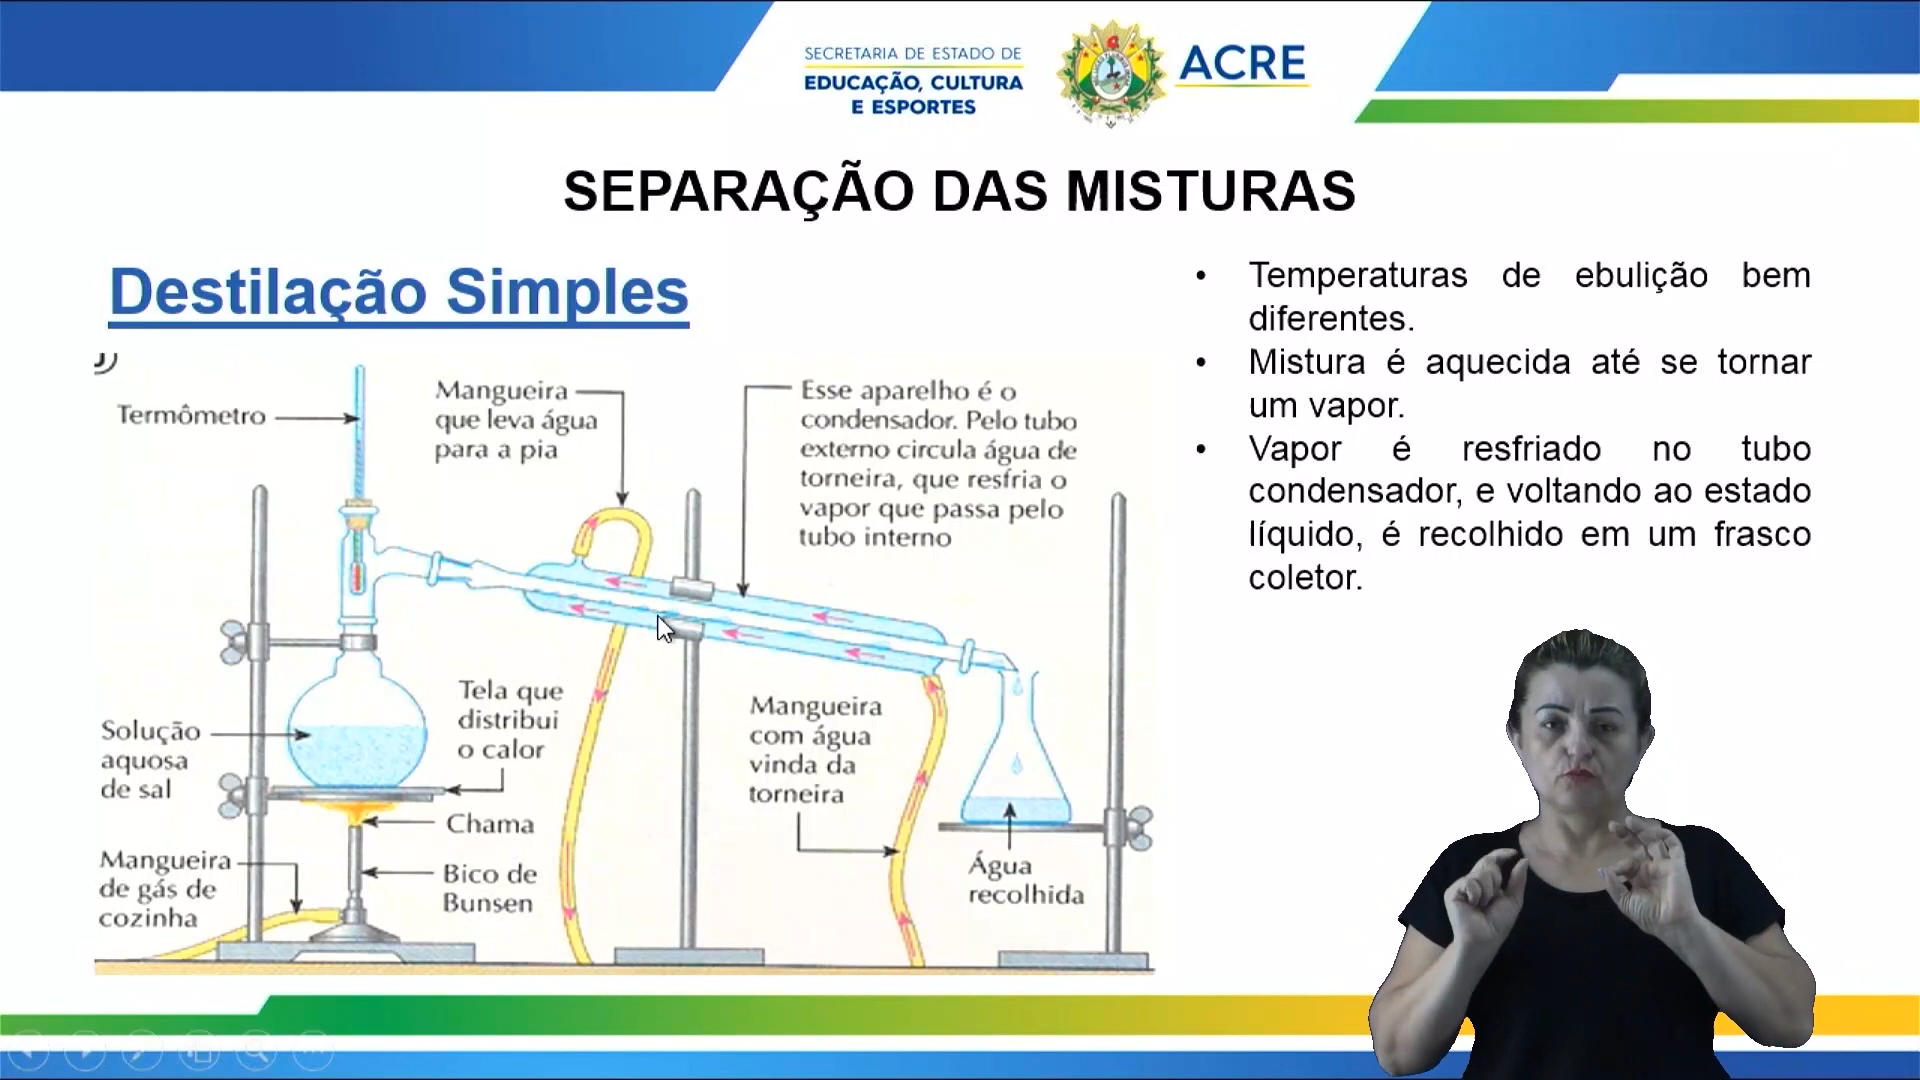 SECRETARIA DE ESTADO DE
EDUCAÇÃO, CULTURA
E ESPORTES
ACRE
SEPARAÇÃO DAS MISTURAS
Destilação Simples
Termômetro
Mangueira
que leva água
para a pia
Esse aparelho é o
condensador. Pelo tubo
externo circula água de
torneira, que resfria o
vapor que passa pelo
tubo interno
Solução
aquosa
de sal
Tela que
distribui
o calor
Chama
Mangueira
de gás de
cozinha
Bico de
Bunsen
Mangueira
com água
vinda da
torneira
Água
recolhida
• Temperaturas de ebulição bem
diferentes.
• Mistura é aquecida até se tornar
um vapor.
• Vapor é resfriado no tubo
condensador, e voltando ao estado
líquido, é recolhido em um frasco
coletor.